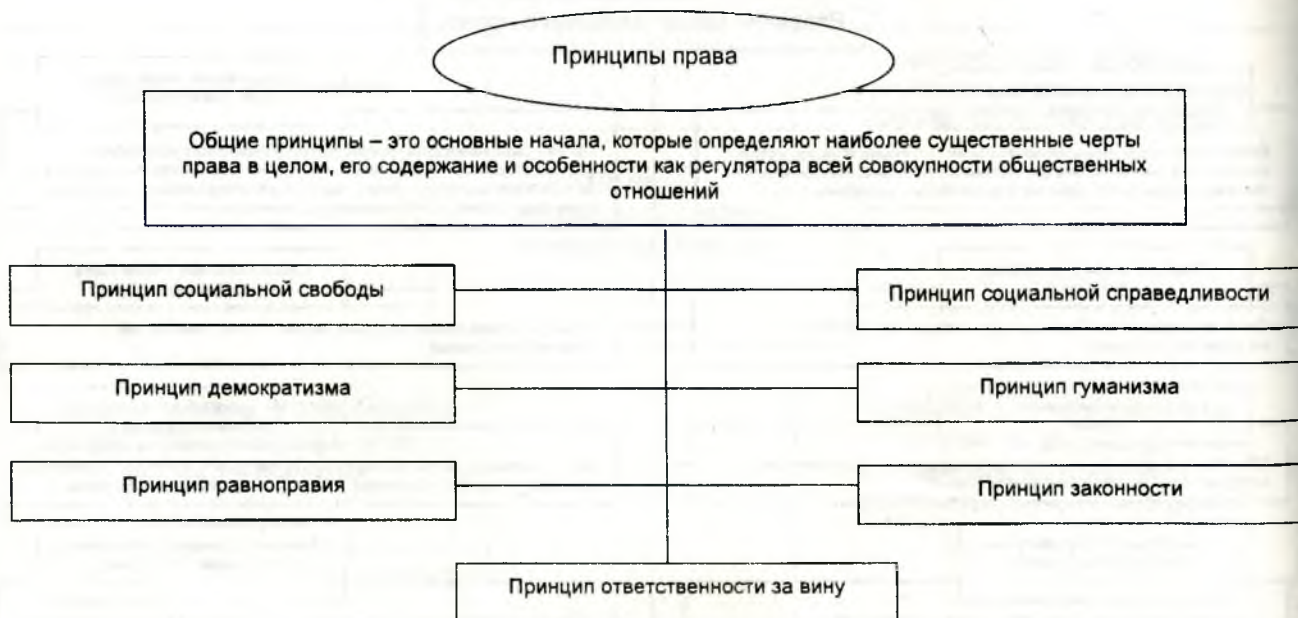 Принципы права
Общие принципы – это основные начала, которые определяют наиболее существенные черты
права в целом, его содержание и особенности как регулятора всей совокупности общественных
отношений
Принцип социальной свободы
Принцип социальной справедливости
Принцип демократизма
Принцип гуманизма
Принцип равноправия
Принцип законности
Принцип ответственности за вину